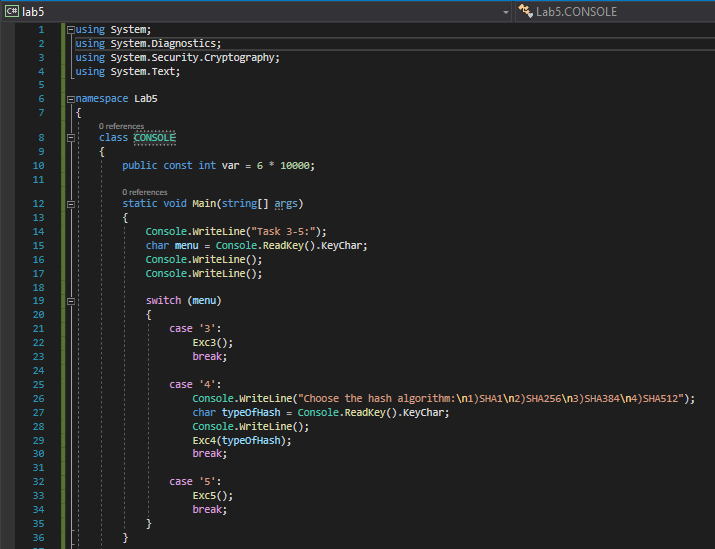 lab5 Lab5.CONSOLE
1 using System;
2 using System.Diagnostics;
3 using System.Security.Cryptography;
4 using System.Text;
5
6 namespace Lab5
7 {
0 references
8 class CONSOLE
9 {
10 public const int var = 6 * 10000;
11
0 references
12 static void Main(string[] args)
13 {
14 Console.WriteLine("Task 3-5:");
15 char menu = Console.ReadKey().KeyChar;
16 Console.WriteLine();
17 Console.WriteLine();
18
19 switch (menu)
20 {
21 case '3':
22 Exc3();
23 break;
24
25 case '4':
26 Console.WriteLine("Choose the hash algorithm:\n1)SHA1\n2)SHA256\n3)SHA384\n4)SHA512");
27 char typeOfHash = Console.ReadKey().KeyChar;
28 Console.WriteLine();
29 Exc4(typeOfHash);
30 break;
31
32 case '5':
33 Exc5();
34 break;
35 }
36 }